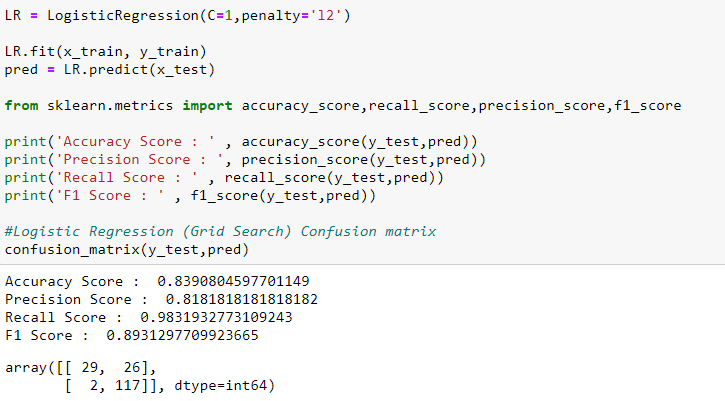 LR = LogisticRegression(C=1,penalty='l2')
LR.fit(x_train, y_train)
pred = LR.predict(x_test)
from sklearn.metrics import accuracy_score,recall_score,precision_score,f1_score
print('Accuracy Score : ' , accuracy_score(y_test,pred))
print('Precision Score : ', precision_score(y_test,pred))
print('Recall Score : ' , recall_score(y_test,pred))
print('F1 Score : ' , f1_score(y_test,pred))
#Logistic Regression (Grid Search) Confusion matrix
confusion_matrix(y_test,pred)
Accuracy Score :  0.8390804597701149
Precision Score :  0.8181818181818182
Recall Score :  0.9831932773109243
F1 Score :  0.8931297709923665
array([[ 29,  26],
       [  2, 117]], dtype=int64)